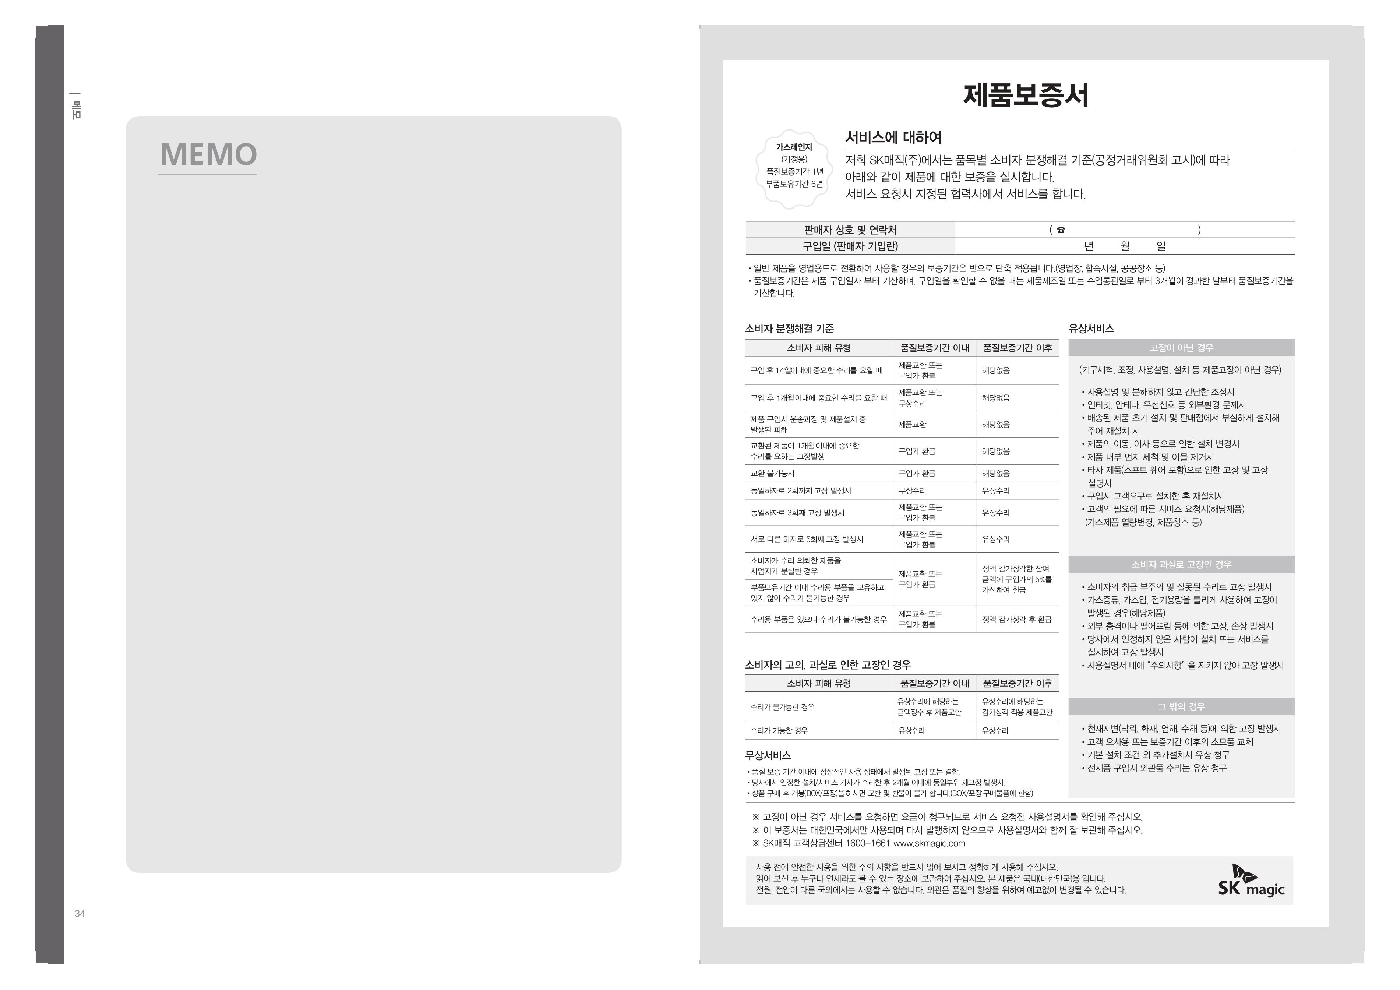 메모
MEMO
34
제품보증서
가스레인지
(가정용)
품질보증기간 1년
부품보유기간 6년
서비스에 대하여
저희 SK매직(주)에서는 품목별 소비자 분쟁해결 기준(공정거래위원회 고시)에 따라
아래와 같이 제품에 대한 보증을 실시합니다.
서비스 요청시 지정된 협력사에서 서비스를 합니다.
판매자 상호 및 연락처 ( ☎ )
구입일 (판매자 기입란) 년 월 일
• 일반 제품을 영업용도로 전환하여 사용할 경우의 보증기간은 반으로 단축 적용됩니다.(영업장, 합숙시설, 공공장소 등)
• 품질보증기간은 제품 구입일자 부터 기산하며, 구입일을 확인할 수 없을 때는 제품제조일 또는 수입통관일로 부터 3개월이 경과한 날부터 품질보증기간을
기산합니다.
소비자 분쟁해결 기준
소비자 피해 유형 품질보증기간 이내 품질보증기간 이후
구입 후 14일이내에 중요한 수리를 요할 때 제품교환 또는 구입가 환불 해당없음
구입 후 1개월이내에 중요한 수리를 요할 때 제품교환 또는 무상수리 해당없음
제품 구입시 운송과정 및 제품설치 중
발생된 피해 제품교환 해당없음
교환된 제품이 1개월 이내에 중요한
수리를 요하는 고장발생 구입가 환급 해당없음
교환 불가능시 구입가 환급 해당없음
동일하자로 2회까지 고장 발생시 무상수리 유상수리
동일하자로 3회째 고장 발생시 제품교환 또는 구입가 환불 유상수리
서로 다른 하자로 5회째 고장 발생시 제품교환 또는 구입가 환불 유상수리
소비자가 수리 의뢰한 제품을
사업자가 분실한 경우
제품교환 또는 구입가 환급
정액 감가상각한 잔여
금액에 구입가의 5%를
가산하여 환급
부품보유기간 이내 수리용 부품을 보유하고
있지 않아 수리가 불가능한 경우
수리용 부품은 있으나 수리가 불가능한 경우 제품교환 또는 구입가 환불 정액 감가상각 후 환급
소비자의 고의, 과실로 인한 고장인 경우
소비자 피해 유형 품질보증기간 이내 품질보증기간 이후
수리가 불가능한 경우 유상수리에 해당하는 금액징수 후 제품교환 유상수리에 해당하는 감가상각 적용 제품교환
수리가 가능한 경우 유상수리 유상수리
무상서비스
• 품질 보증 기간 이내에 정상적인 사용 상태에서 발생된 고장 또는 결함
• 당사에서 인정한 설치/서비스 기사가 수리한 후 2개월 이내에 동일부위 재고장 발생시
유상서비스
고장이 아닌 경우
(기구세척, 조정, 사용설명, 설치 등 제품고장이 아닌 경우)
• 사용설명 및 분해하지 않고 간단한 조정시
• 인터넷, 안테나, 유선신호 등 외부환경 문제시
• 배송된 제품 초기 설치 및 판매점에서 부실하게 설치해
주어 재설치 시
• 제품의 이동, 이사 등으로 인한 설치 변경시
• 제품 내부 먼지 세척 및 이물 제거시
• 타사 제품(소프트 웨어 포함)으로 인한 고장 및 고장
설명시
• 구입시 고객요구로 설치한 후 재설치시
• 고객의 필요에 따른 서비스 요청시(해당제품)
(가스제품 열량변경, 제품청소 등)
소비자 과실로 고장인 경우
• 소비자의 취급 부주의 및 잘못된 수리로 고장 발생시
• 가스종류, 가스압, 전기용량을 틀리게 사용하여 고장이
발생된 경우(해당제품)
• 외부 충격이나 떨어뜨림 등에 의한 고장, 손상 발생시
• 당사에서 인정하지 않은 사람이 설치 또는 서비스를
실시하여 고장 발생시
• 사용설명서 내에 "주의사항" 을 지키지 않아 고장 발생시
그 밖의 경우
• 천재지변(낙뢰, 화재, 염해, 수해 등)에 의한 고장 발생시
• 고객 오사용 또는 보증기간 이후의 소모품 교체
• 기본 설치 조건 외 추가설치시 유상 청구
• 전시품 구입시 외관품 수리는 유상 청구
※ 고장이 아닌 경우 서비스를 요청하면 요금이 청구되므로 서비스 요청전 사용설명서를 확인해 주십시오.
※ 이 보증서는 대한민국에서만 사용되며 다시 발행하지 않으므로 사용설명서와 함께 잘 보관해 주십시오.
※ SK매직 고객상담센터 1600-1661 www.skmagic.com
사용 전에 안전한 사용을 위한 주의 사항을 반드시 읽어 보시고 정확하게 사용해 주십시오.
읽어 보신 후 누구나 언제라도 볼 수 있는 장소에 보관하여 주십시오. 본 제품은 국내(대한민국)용 입니다.
전원, 전압이 다른 국외에서는 사용할 수 없습니다. 외관은 품질의 향상을 위하여 예고없이 변경될 수 있습니다.
SK magic